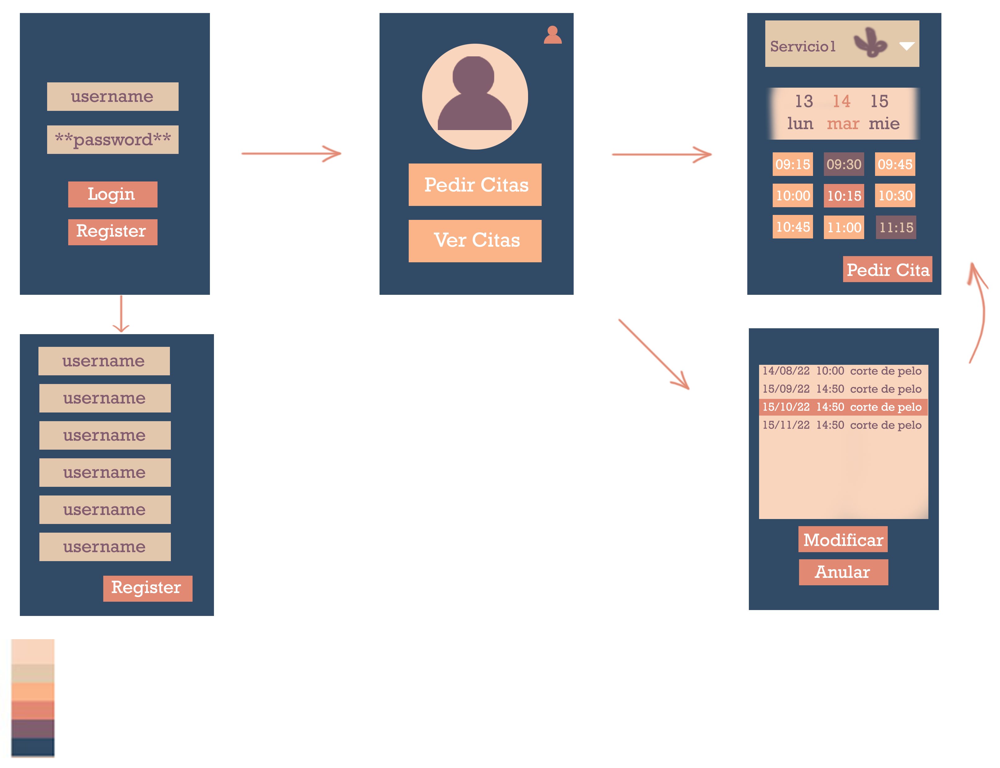 username
**password**
Login
Register
Pedir Citas
Ver Citas
Servicio1
13 14 15
lun mar mie
09:15 09:30 09:45
10:00 10:15 10:30
10:45 11:00 11:15
Pedir Cita
username
username
username
username
username
username
Register
14/08/22 10:00 corte de pelo
15/09/22 14:50 corte de pelo
15/10/22 14:50 corte de pelo
15/11/22 14:50 corte de pelo
Modificar
Anular